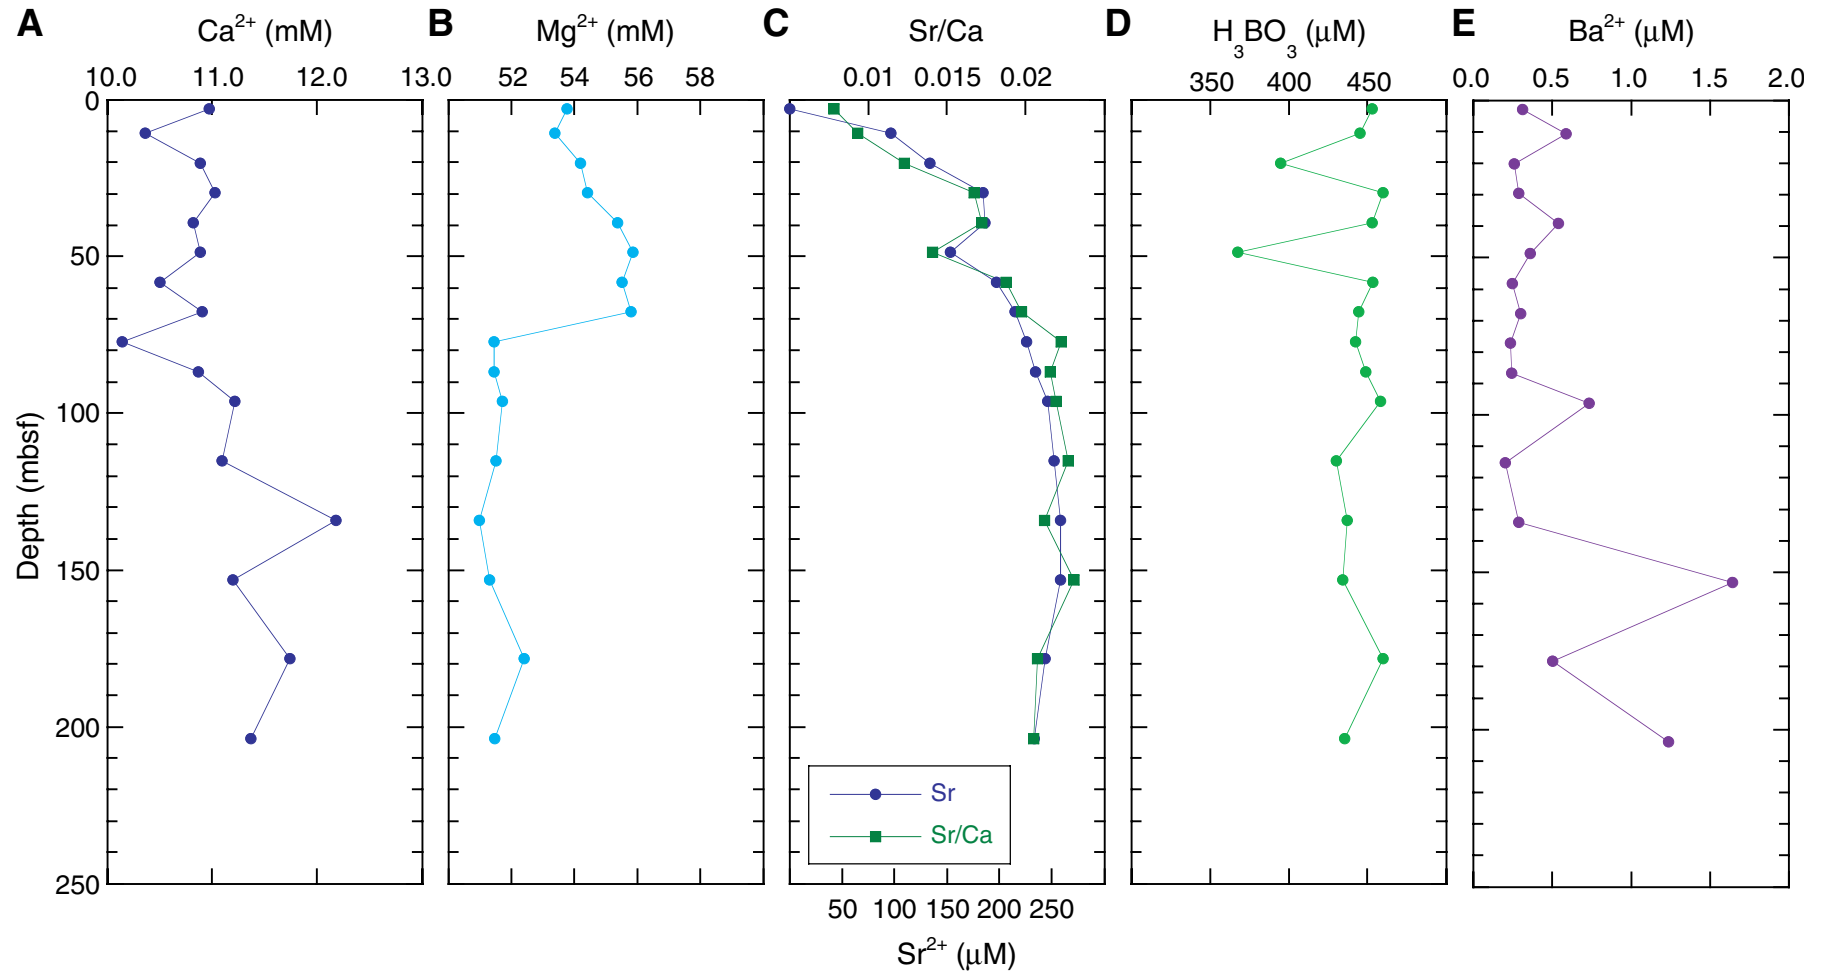 A Ca²⁺ (mM) B Mg²⁺ (mM) C Sr/Ca D H₃BO₃ (μM) E Ba²⁺ (μM)
10.0 11.0 12.0 13.0 52 54 56 58 0.01 0.015 0.02 350 400 450 0.0 0.5 1.0 1.5 2.0
0
50
100
150
200
250
Depth (mbsf)
Sr
Sr/Ca
50 100 150 200 250
Sr²⁺ (μM)